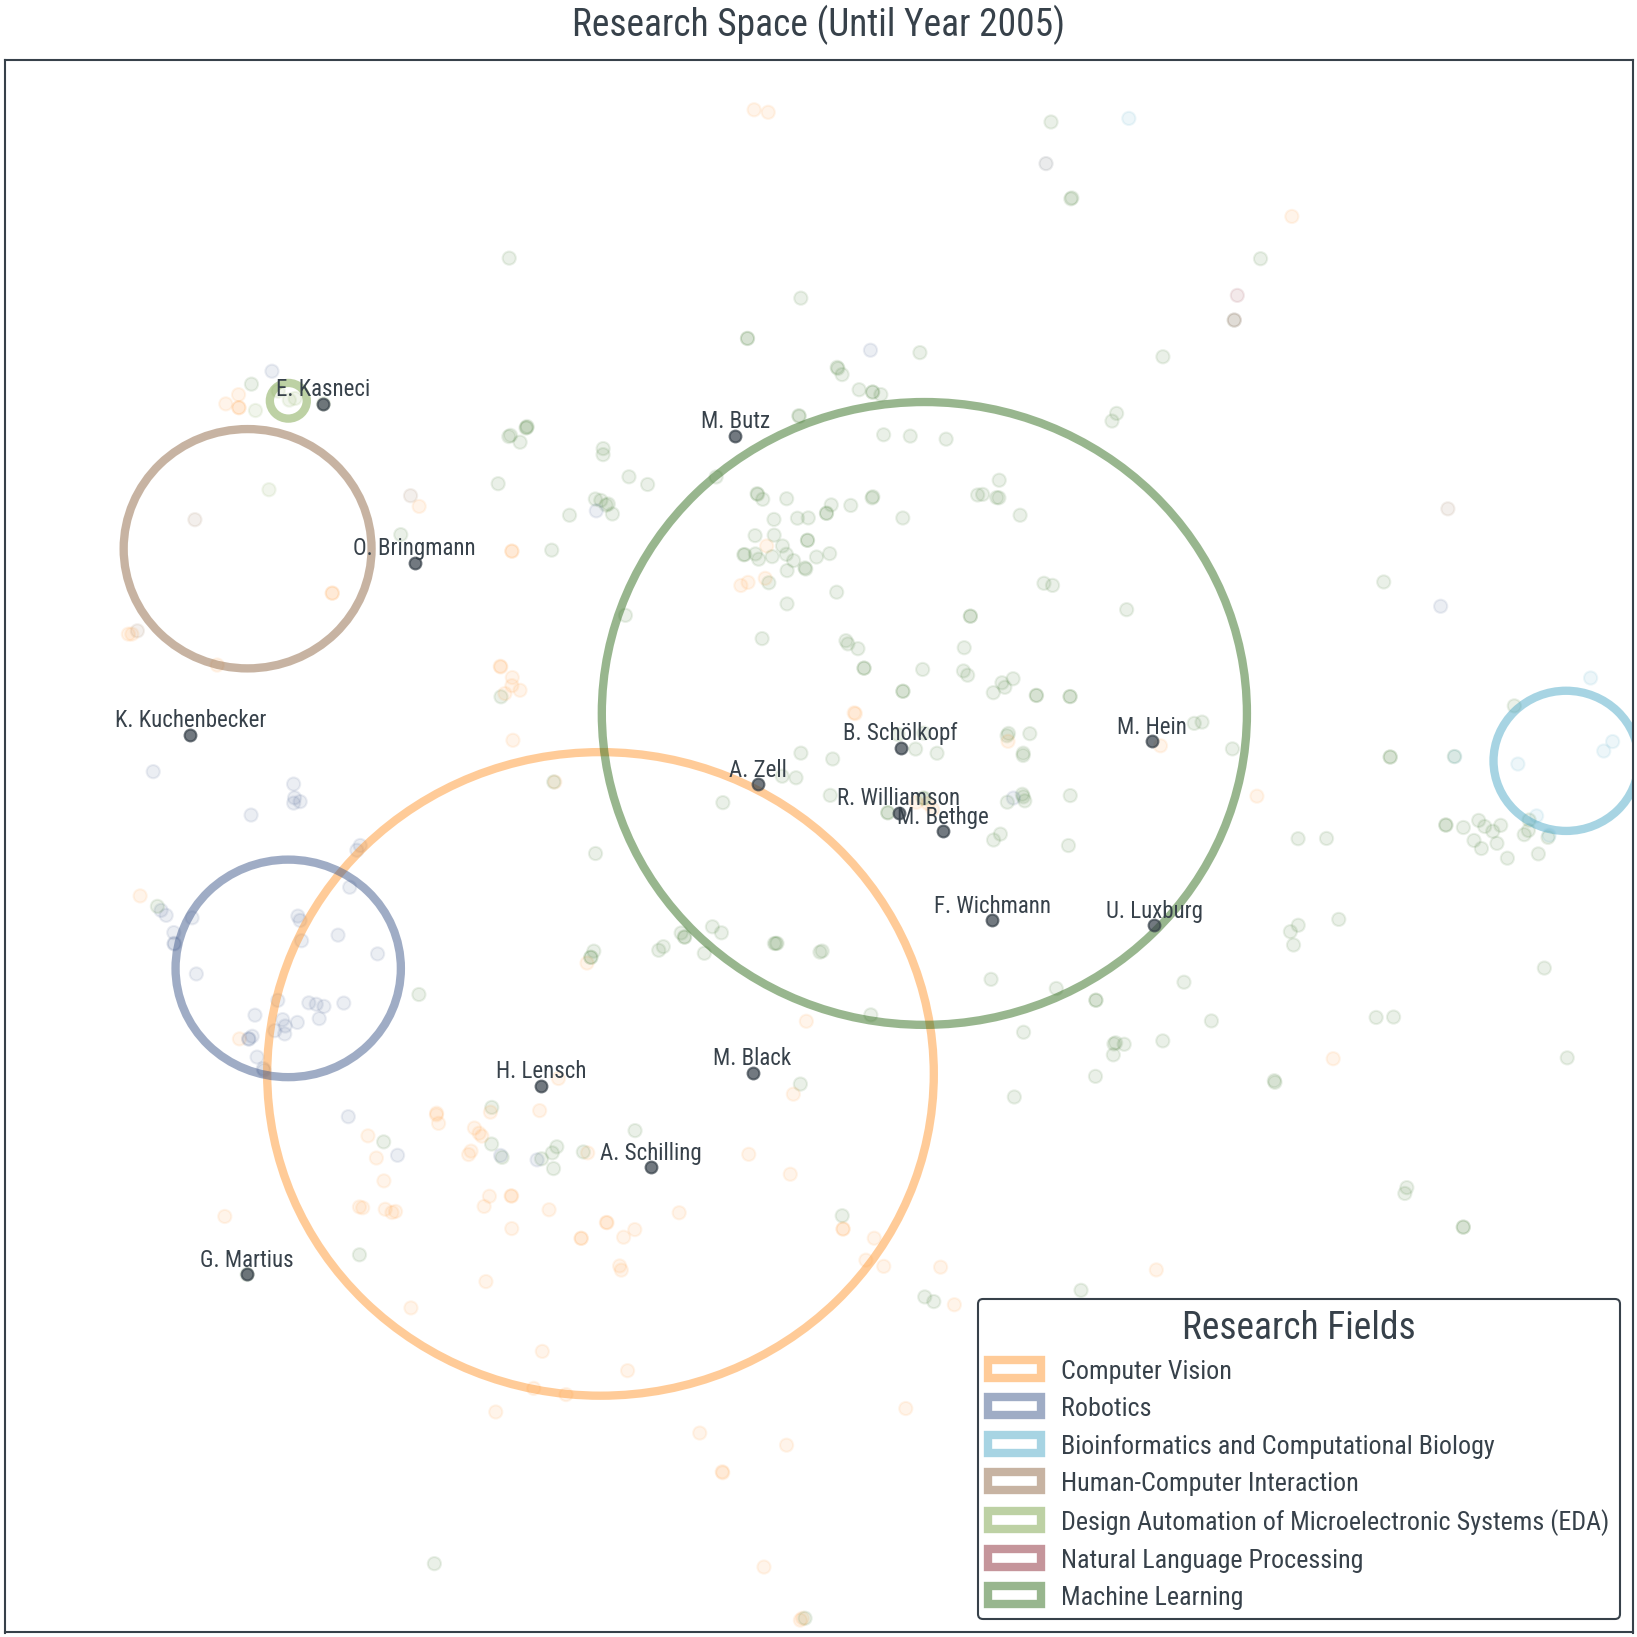 Research Space (Until Year 2005)
E. Kasneci
M. Butz
O. Bringmann
K. Kuchenbecker
B. Schölkopf
M. Hein
A. Zell
R. Williamson
M. Bethge
F. Wichmann
U. Luxburg
M. Black
H. Lensch
A. Schilling
G. Martius
Research Fields
Computer Vision
Robotics
Bioinformatics and Computational Biology
Human-Computer Interaction
Design Automation of Microelectronic Systems (EDA)
Natural Language Processing
Machine Learning